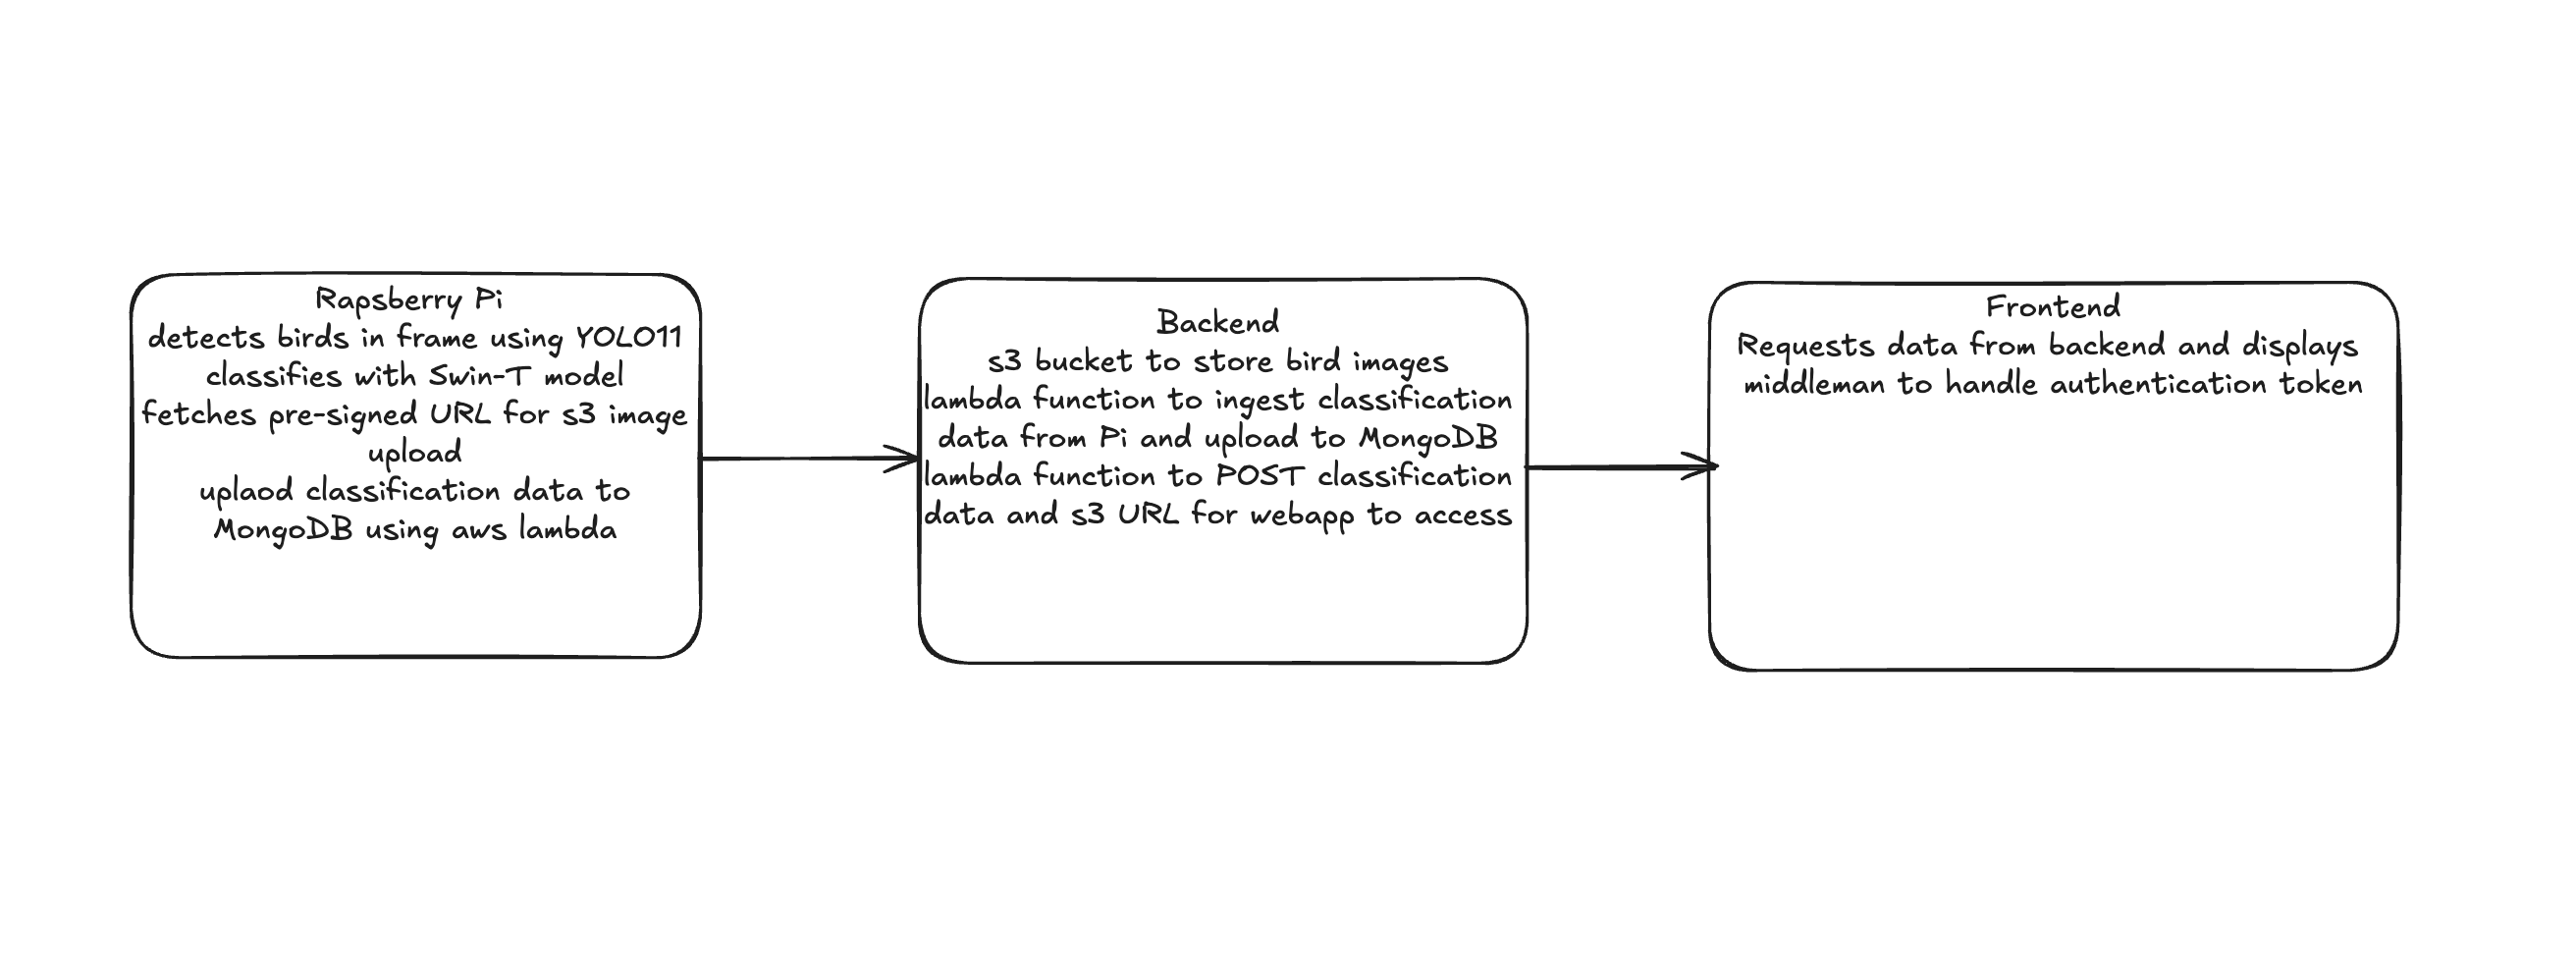 Rapsberry Pi
detects birds in frame using YOLO11
classifies with Swin-T model
fetches pre-signed URL for s3 image
upload
uplaod classification data to
MongoDB using aws lambda
Backend
s3 bucket to store bird images
lambda function to ingest classification
data from Pi and upload to MongoDB
lambda function to POST classification
data and s3 URL for webapp to access
Frontend
Requests data from backend and displays
middleman to handle authentication token